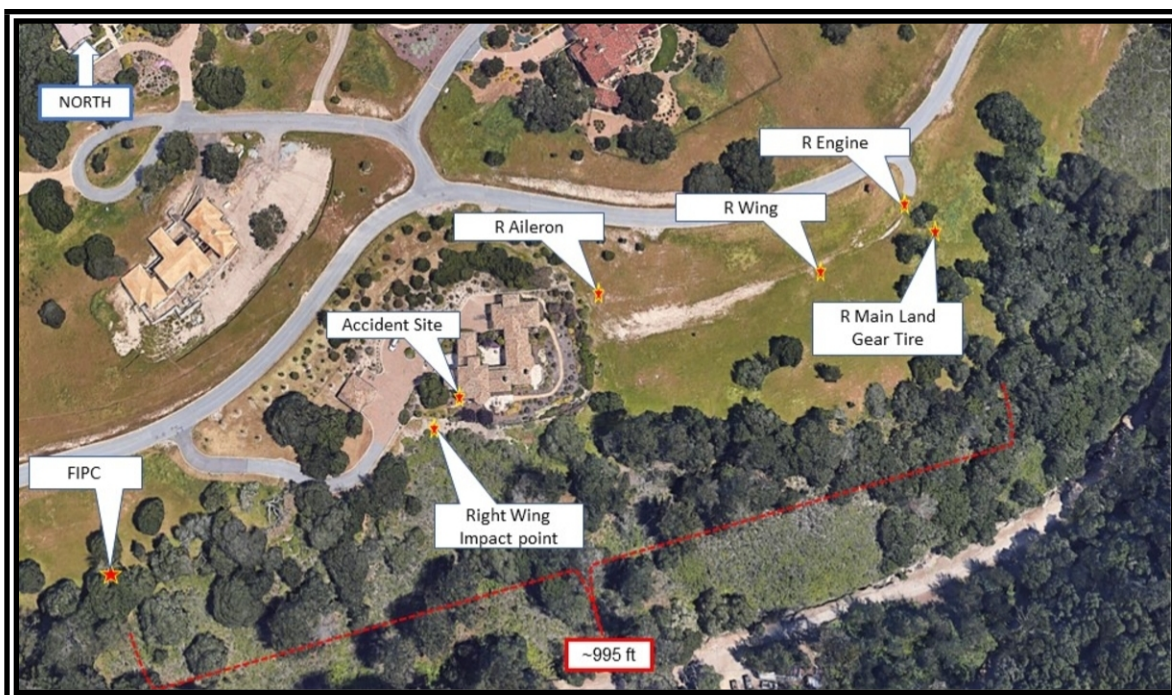 NORTH
R Engine
R Wing
R Aileron
Accident Site
R Main Land
Gear Tire
FIPC
Right Wing
Impact point
~995 ft